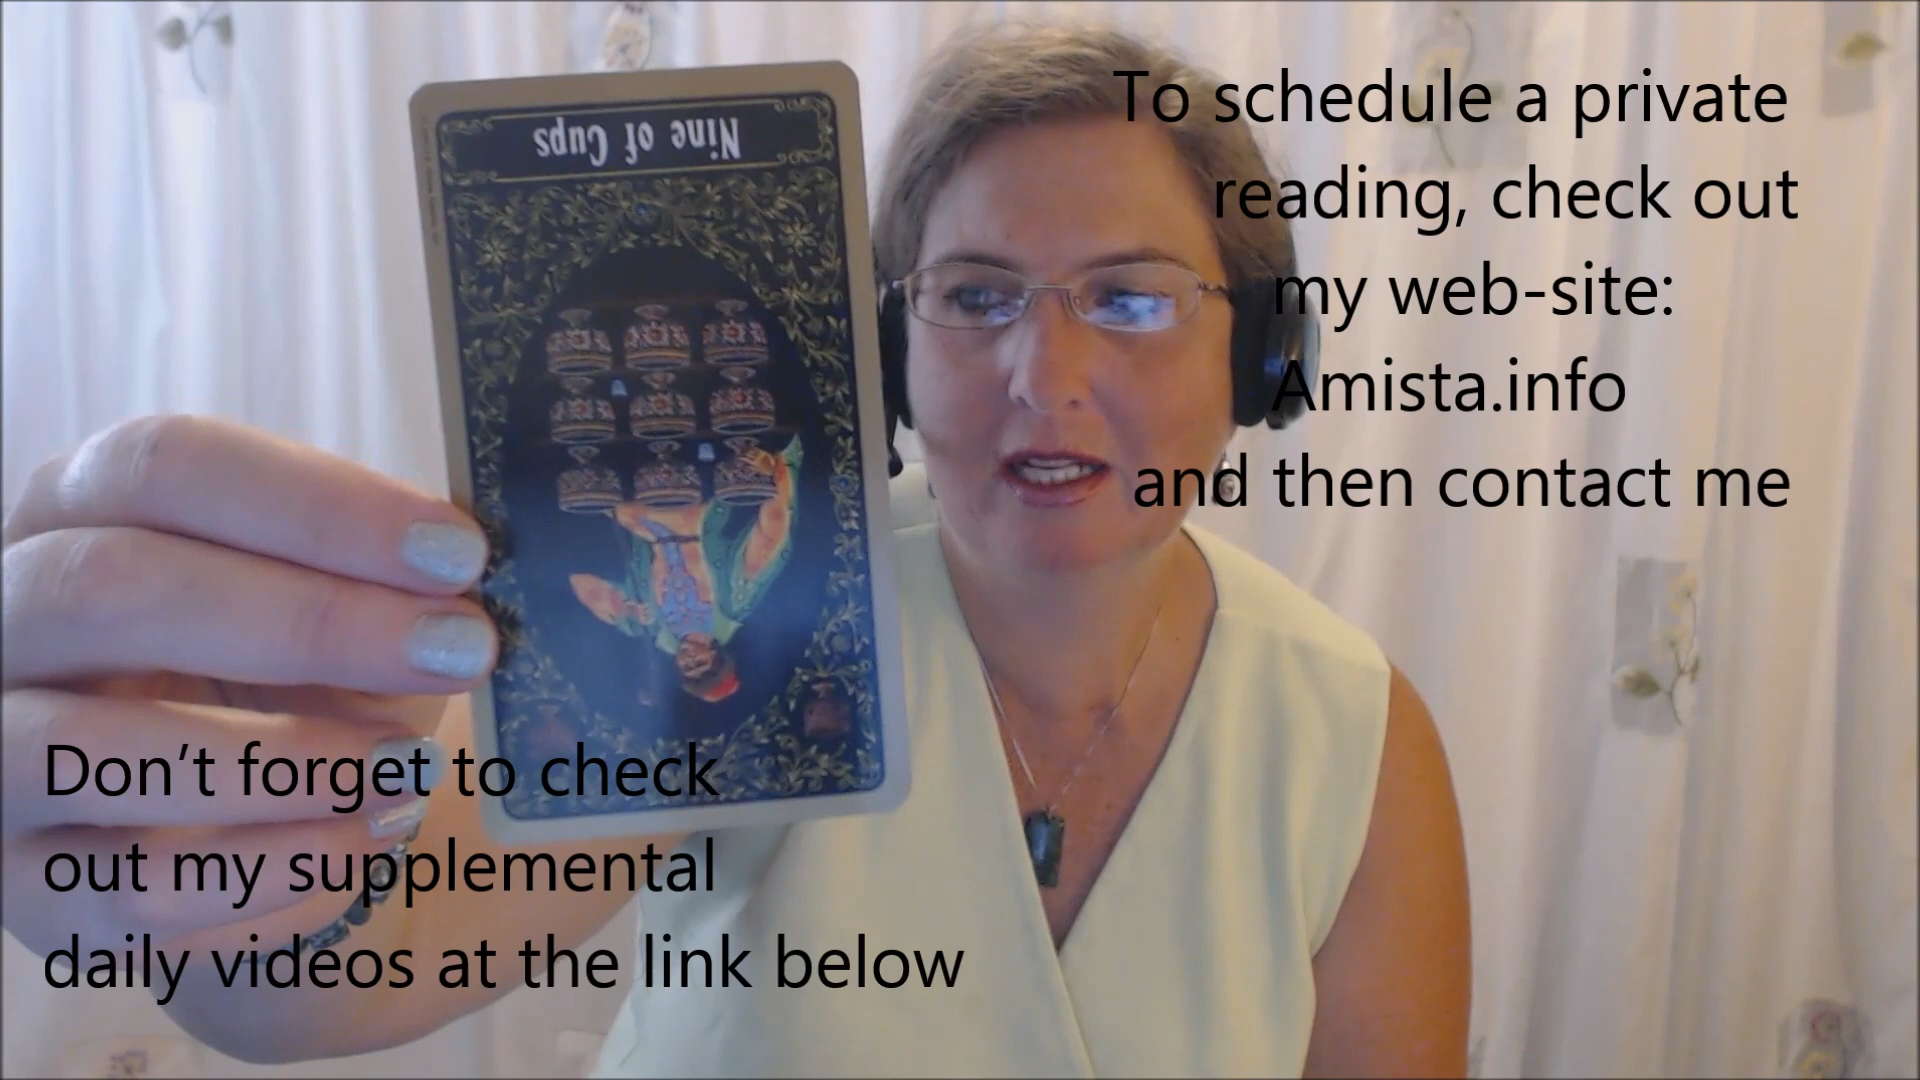 Nine of Cups
To schedule a private
reading, check out
my web-site:
Amista.info
and then contact me
Don't forget to check
out my supplemental
daily videos at the link below